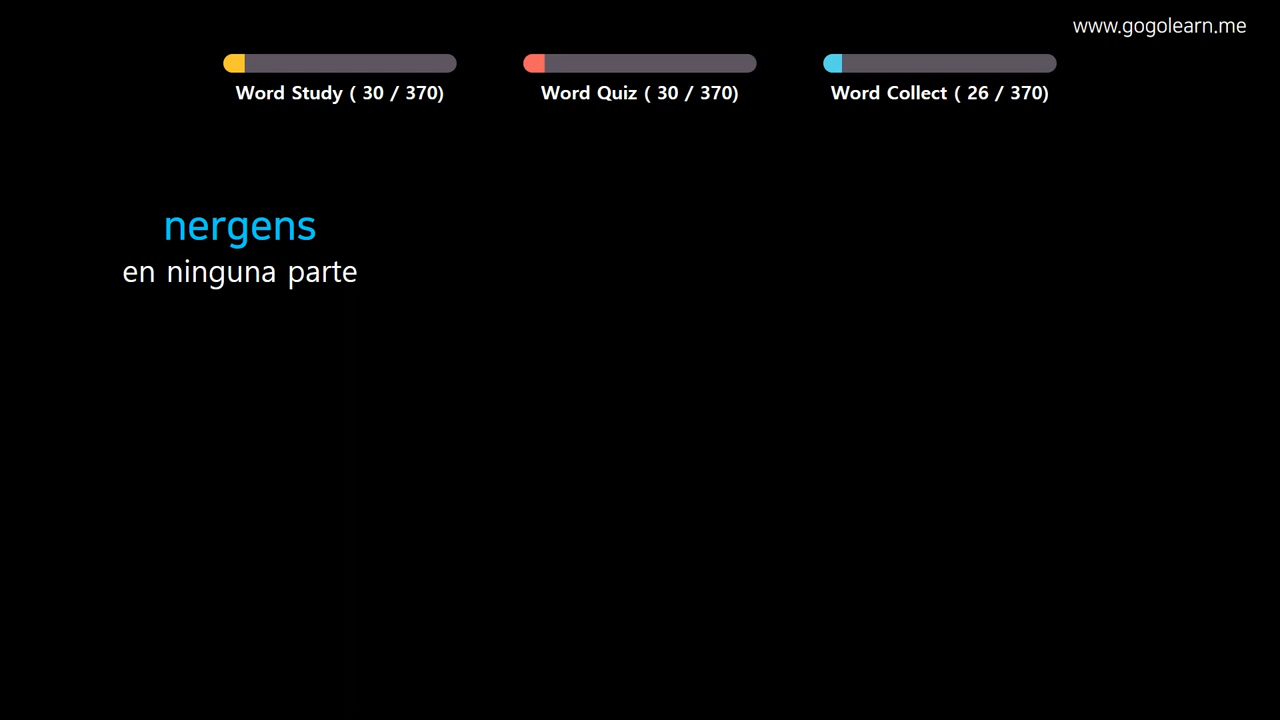 www.gogolearn.me
Word Study ( 30 / 370)
Word Quiz ( 30 / 370)
Word Collect ( 26 / 370)
nergens
en ninguna parte